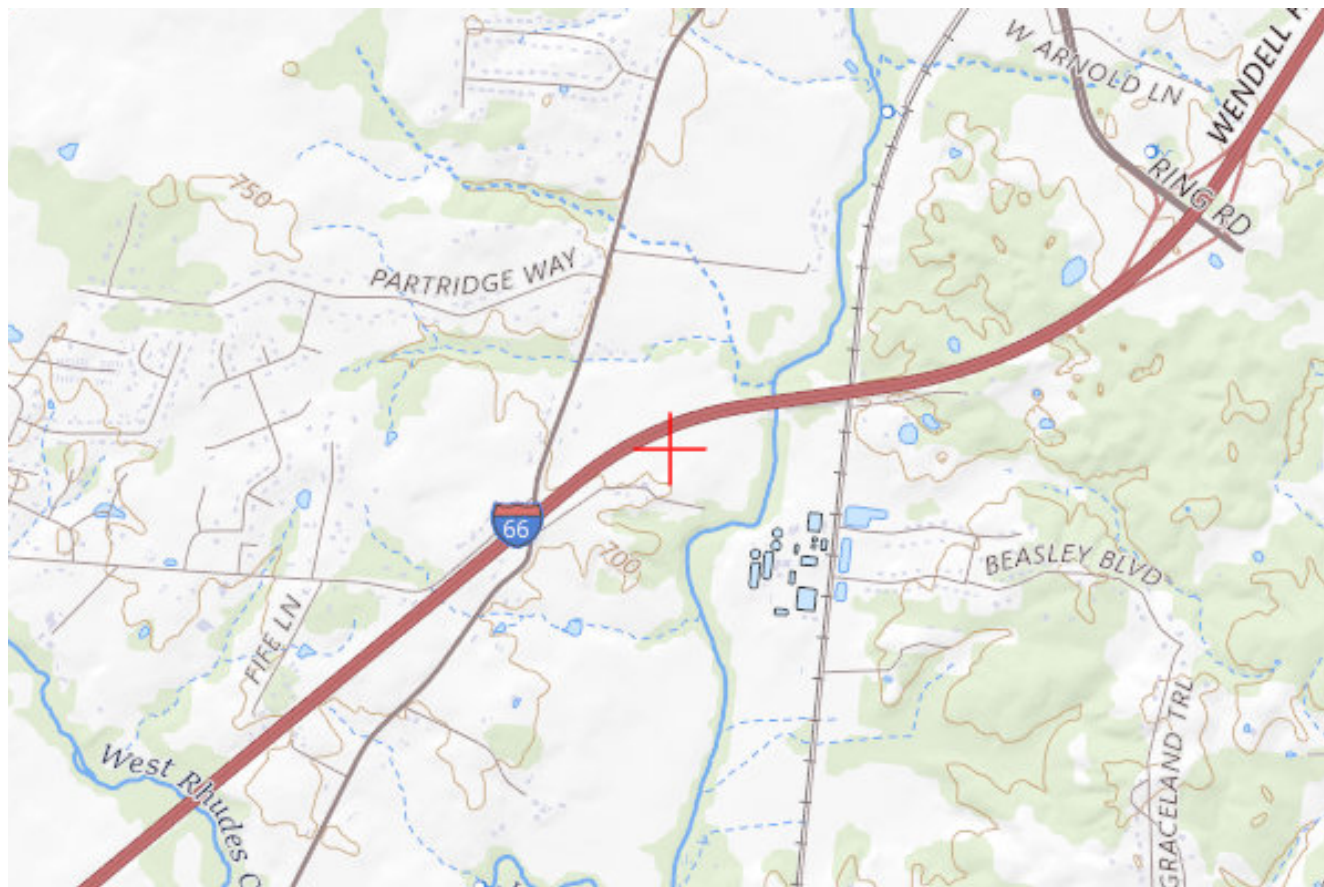 W ARNOLD LN
WENDELL
RING RD
750
PARTRIDGE WAY
66
700
BEASLEY BLVD
FIFE LN
GRACELAND TRL
West Rhudes